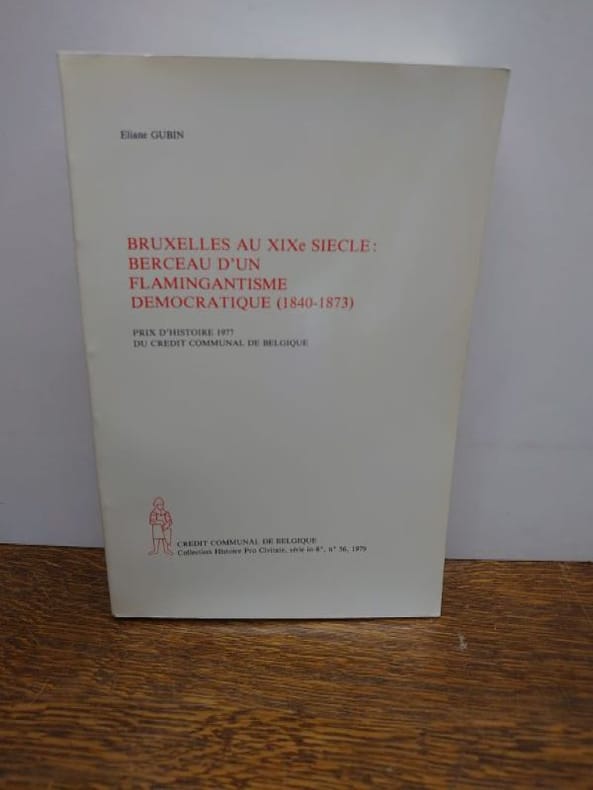 Eliane GUBIN
BRUXELLES AU XIXe SIECLE :
BERCEAU D'UN
FLAMINGANTISME
DEMOCRATIQUE (1840-1873)
PRIX D'HISTOIRE 1977
DU CREDIT COMMUNAL DE BELGIQUE
CREDIT COMMUNAL DE BELGIQUE
Collection Histoire Pro Civitate, série in-8°, n° 56, 1979